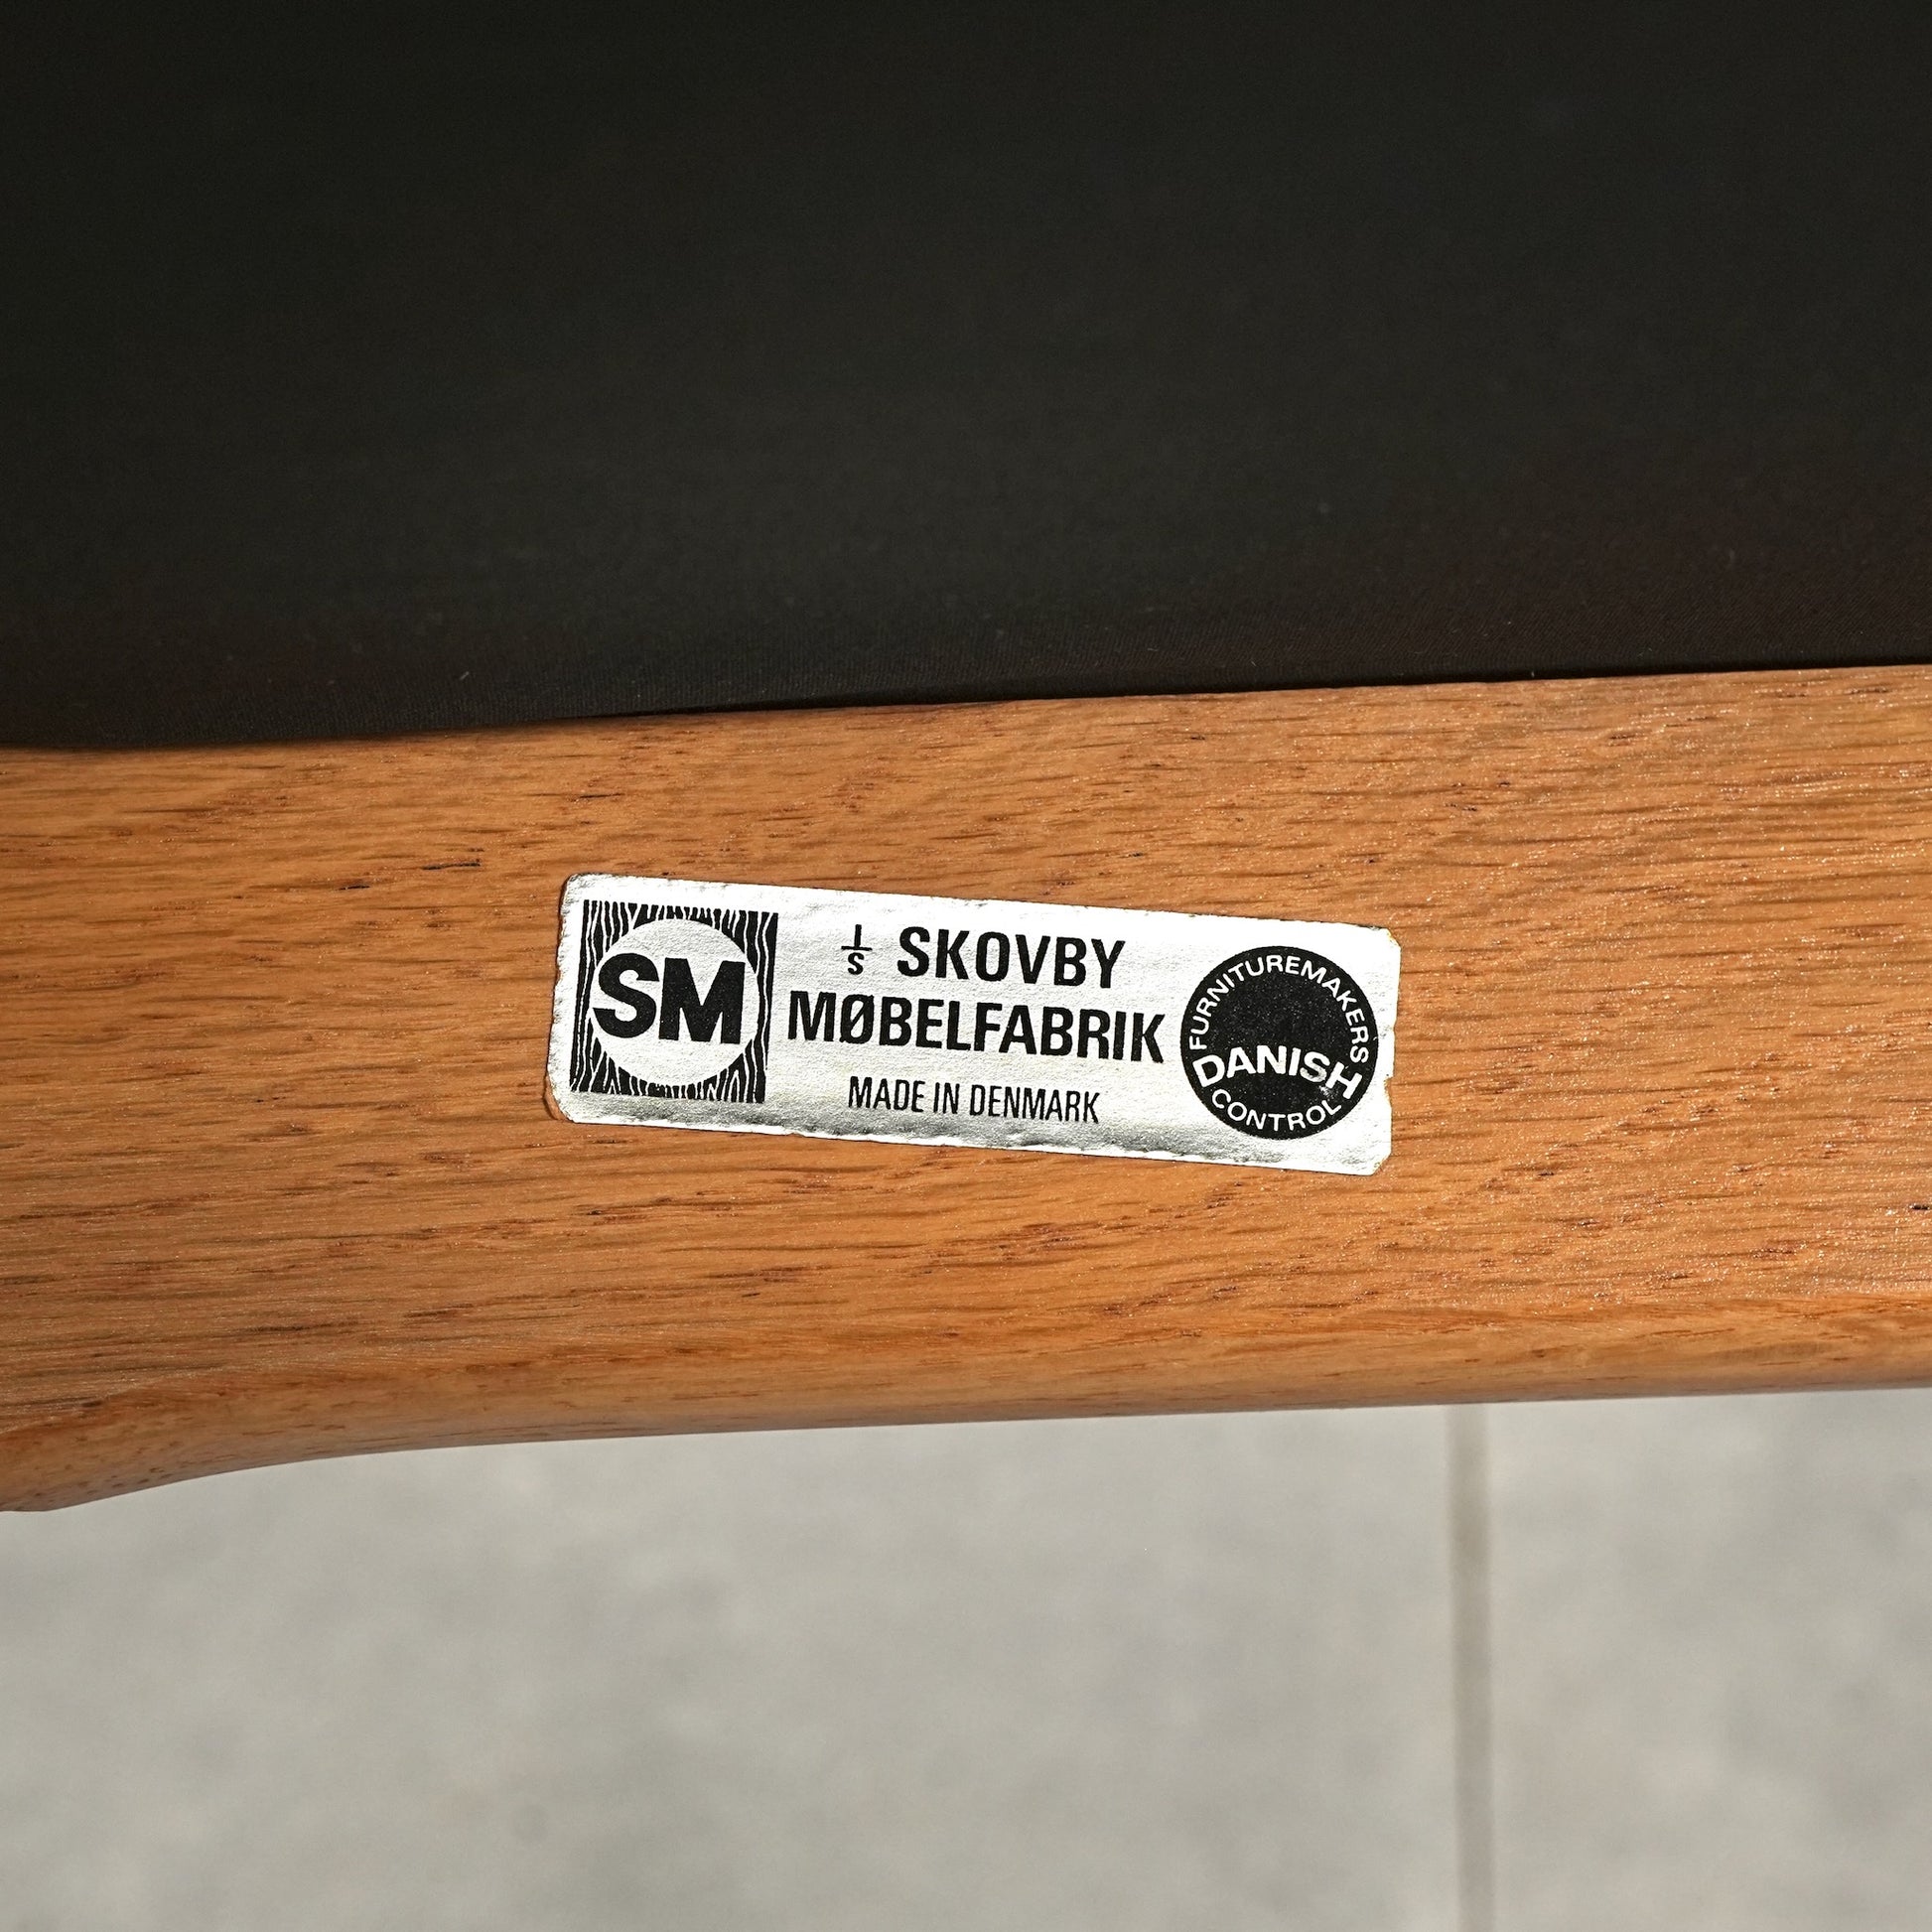 SM
I/S SKOVBY
MØBELFABRIK
MADE IN DENMARK
FURNITUREMAKERS
DANISH
CONTROL